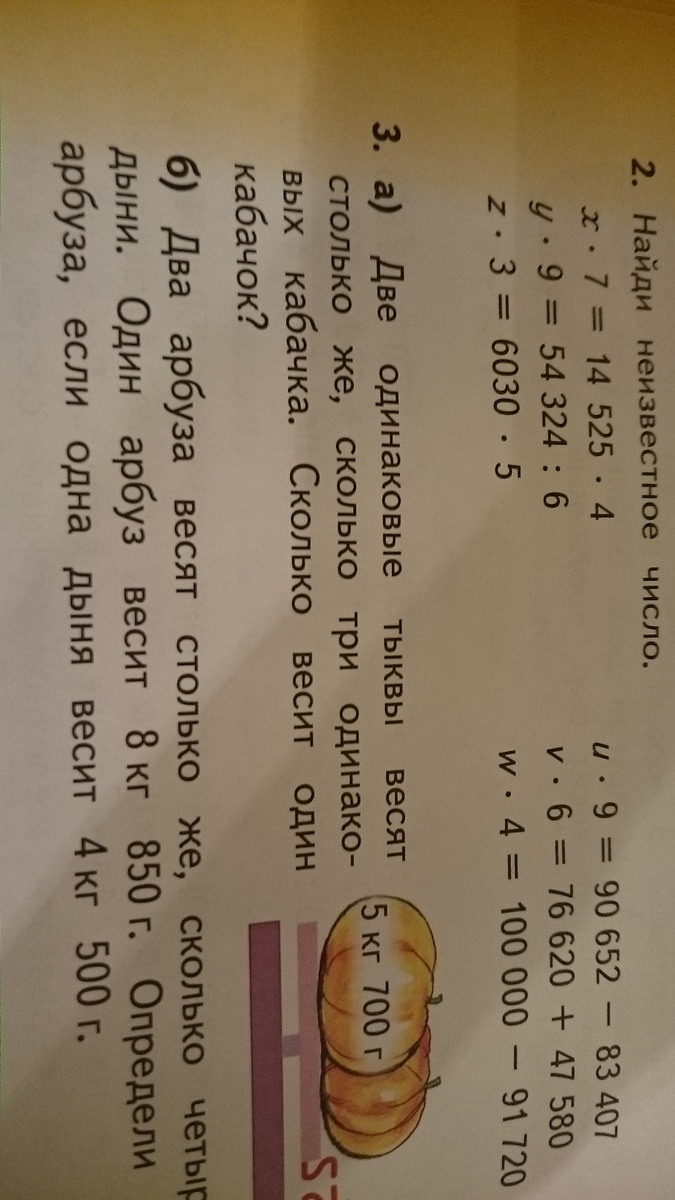 2. Найди неизвестное число.
x · 7 = 14 525 · 4
u · 9 = 90 652 − 83 407
y · 9 = 54 324 : 6
v · 6 = 76 620 + 47 580
z · 3 = 6030 · 5
w · 4 = 100 000 − 91 720
3. а) Две одинаковые тыквы весят
столько же, сколько три одинако-
вых кабачка. Сколько весит один
кабачок?
5 кг 700 г
б) Два арбуза весят столько же, сколько четыр
дыни. Один арбуз весит 8 кг 850 г. Определи
арбуза, если одна дыня весит 4 кг 500 г.